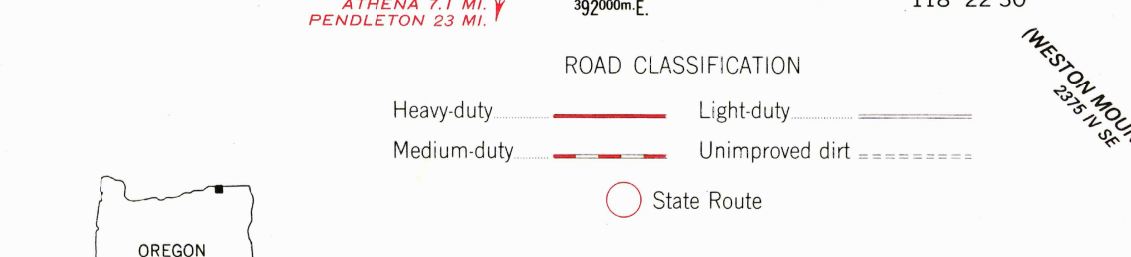 ATHENA 7.1 MI.
PENDLETON 23 MI.
392000m.E.
118° 22' 30"
ROAD CLASSIFICATION
Heavy-duty
Light-duty
Medium-duty
Unimproved dirt
State Route
(WESTON
2375 IV SE
OREGON